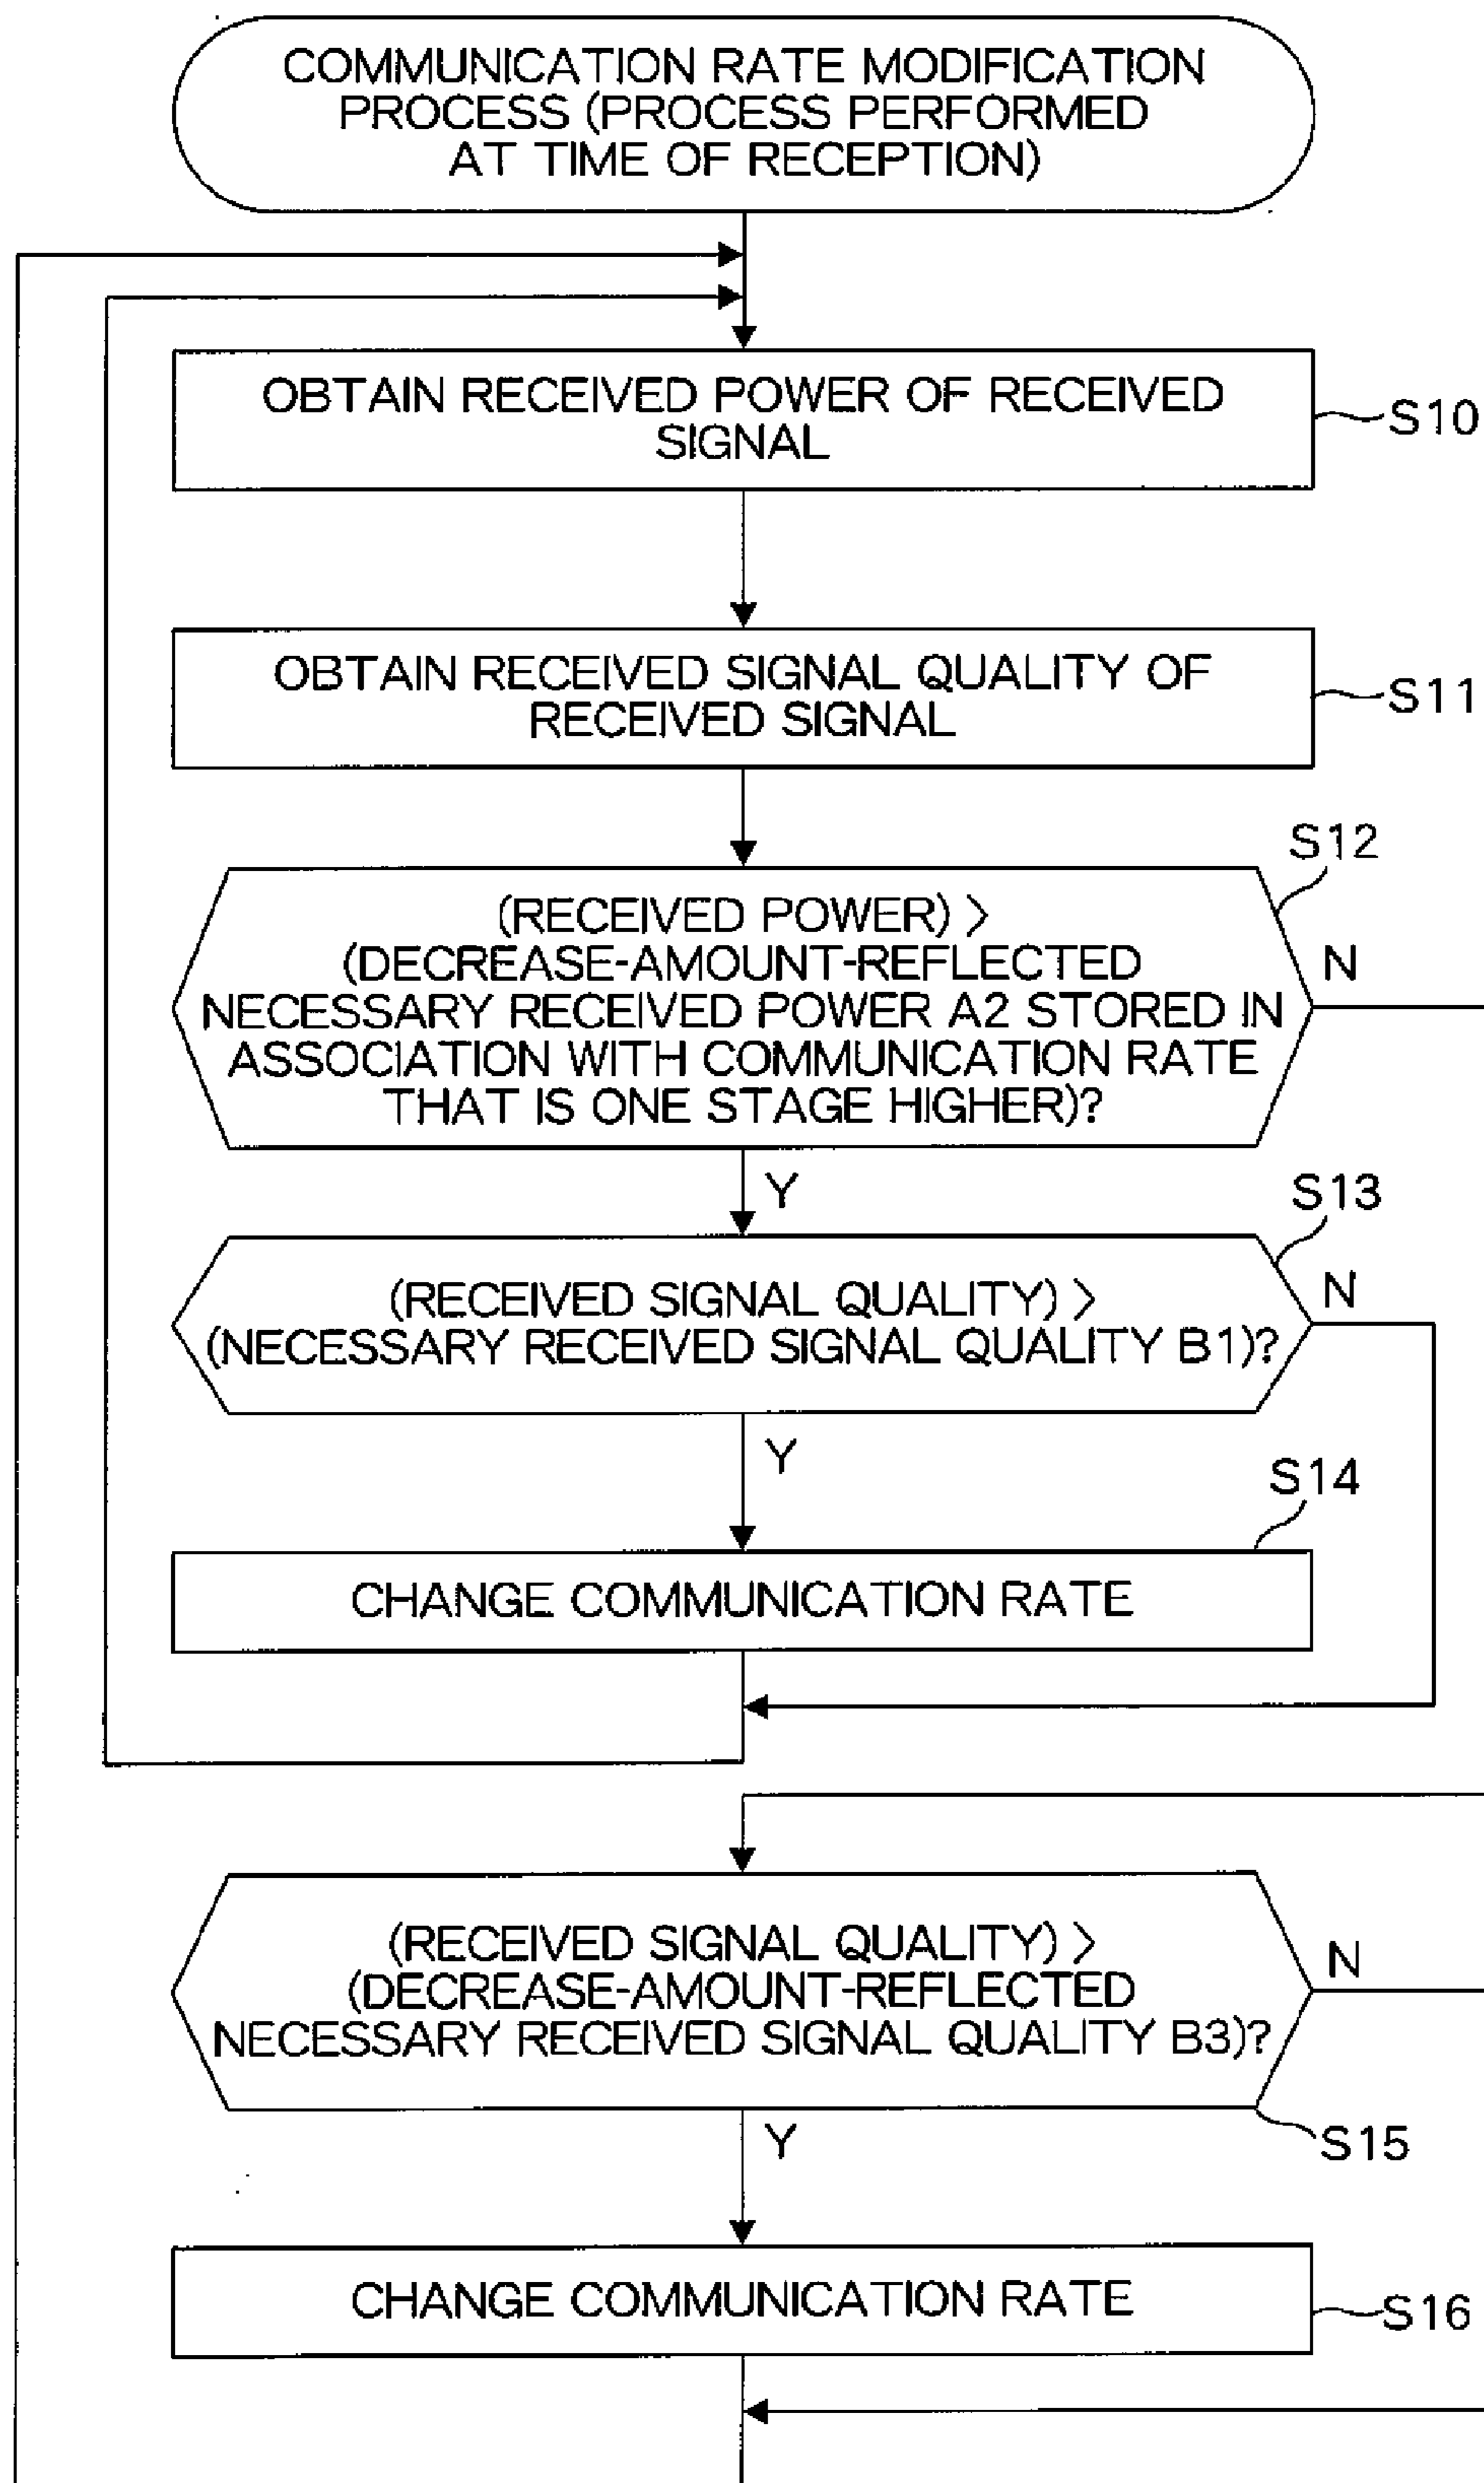 COMMUNICATION RATE MODIFICATION
PROCESS (PROCESS PERFORMED
AT TIME OF RECEPTION)
OBTAIN RECEIVED POWER OF RECEIVED
SIGNAL
S10
OBTAIN RECEIVED SIGNAL QUALITY OF
RECEIVED SIGNAL
S11
S12
(RECEIVED POWER) >
(DECREASE-AMOUNT-REFLECTED
NECESSARY RECEIVED POWER A2 STORED IN
ASSOCIATION WITH COMMUNICATION RATE
THAT IS ONE STAGE HIGHER)?
N
Y
S13
(RECEIVED SIGNAL QUALITY) >
(NECESSARY RECEIVED SIGNAL QUALITY B1)?
N
Y
S14
CHANGE COMMUNICATION RATE
(RECEIVED SIGNAL QUALITY) >
(DECREASE-AMOUNT-REFLECTED
NECESSARY RECEIVED SIGNAL QUALITY B3)?
N
S15
Y
CHANGE COMMUNICATION RATE
S16